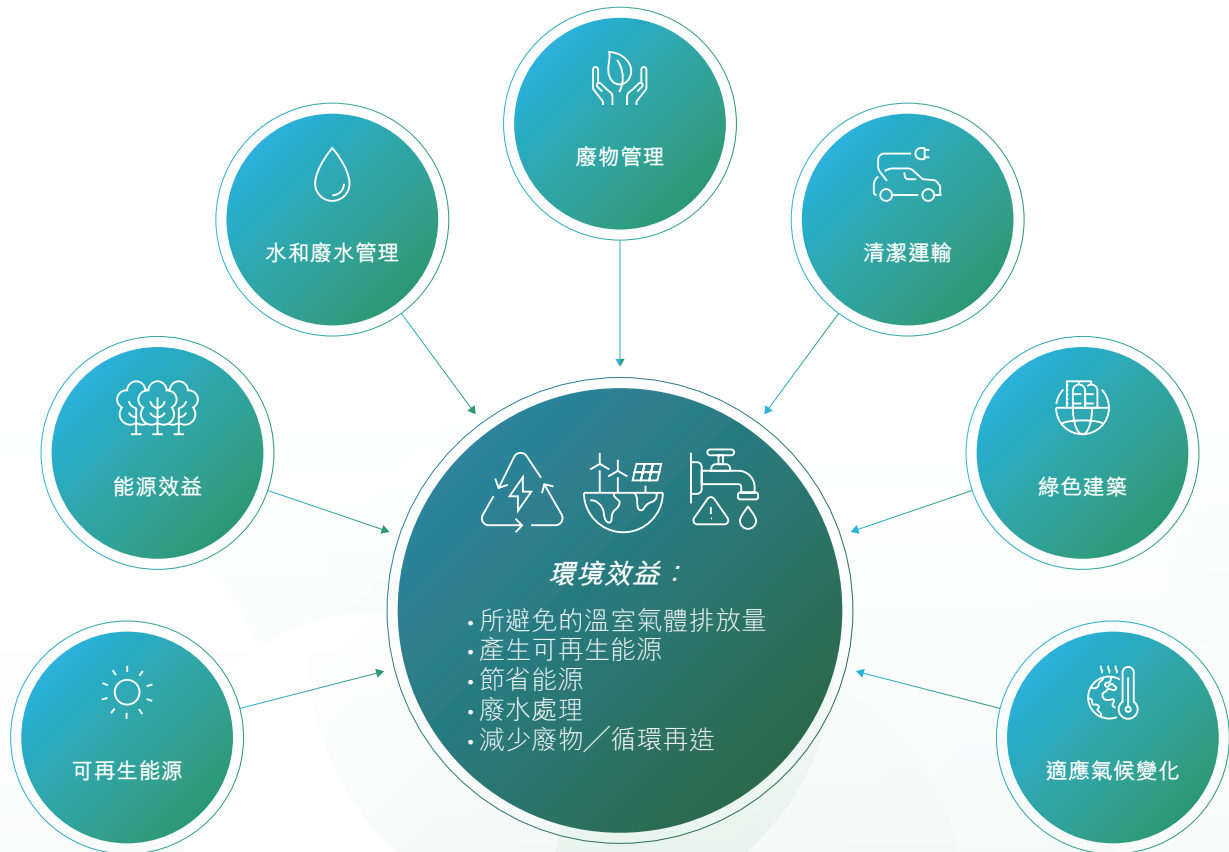 廢物管理
水和廢水管理
清潔運輸
能源效益
綠色建築
環境效益：
•所避免的溫室氣體排放量
•產生可再生能源
•節省能源
•廢水處理
•減少廢物／循環再造
可再生能源
適應氣候變化